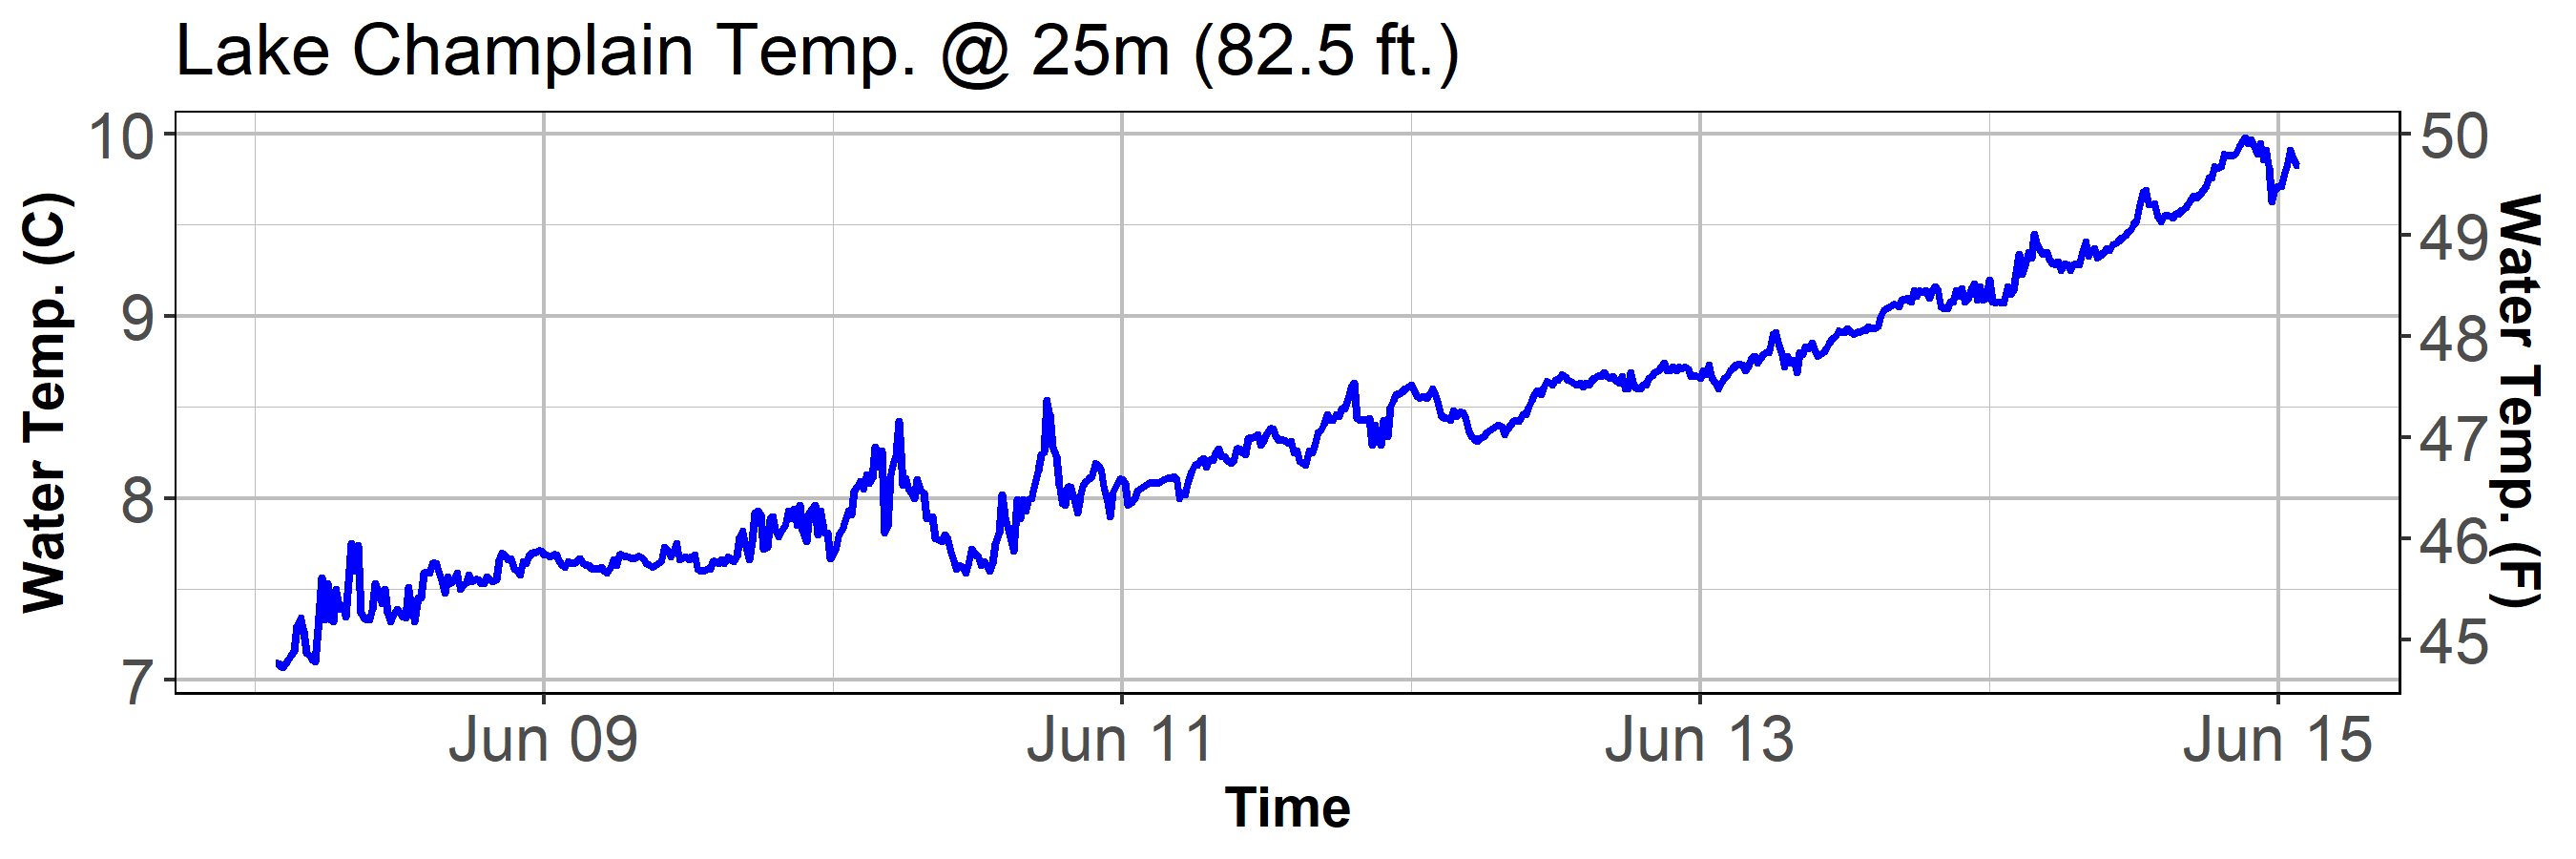 Lake Champlain Temp. @ 25m (82.5 ft.)
Water Temp. (C)
10
9
8
7
50
49
48
47
46
45
Water Temp. (F)
Jun 09
Jun 11
Jun 13
Jun 15
Time